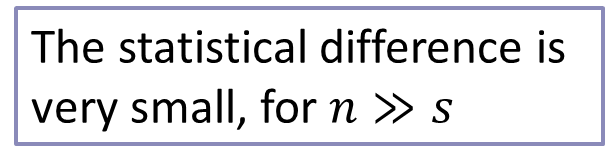 The statistical difference is
very small, for n ≫ s